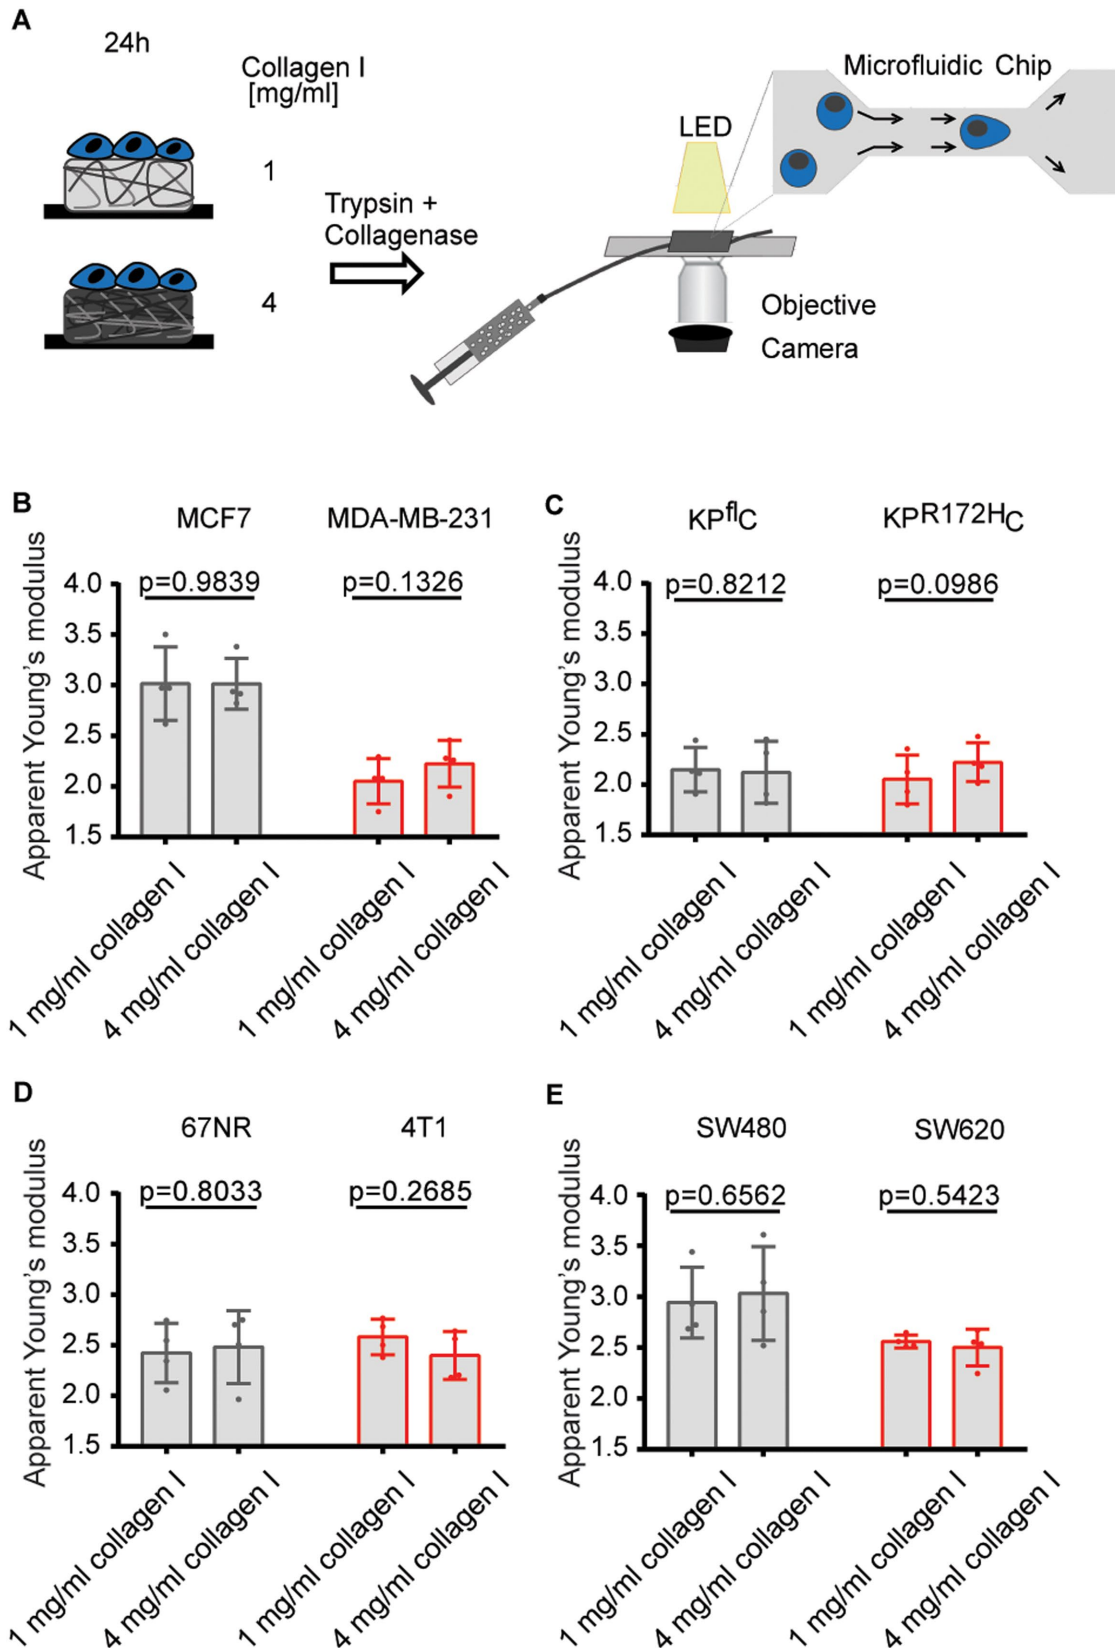 A
24h
Collagen I
[mg/ml]
1
4
Trypsin +
Collagenase
LED
Microfluidic Chip
Objective
Camera
B
MCF7
MDA-MB-231
p=0.9839
p=0.1326
Apparent Young's modulus
4.0
3.5
3.0
2.5
2.0
1.5
1 mg/ml collagen I
4 mg/ml collagen I
1 mg/ml collagen I
4 mg/ml collagen I
C
KPflC
KPR172HC
p=0.8212
p=0.0986
Apparent Young's modulus
4.0
3.5
3.0
2.5
2.0
1.5
1 mg/ml collagen I
4 mg/ml collagen I
1 mg/ml collagen I
4 mg/ml collagen I
D
67NR
4T1
p=0.8033
p=0.2685
Apparent Young's modulus
4.0
3.5
3.0
2.5
2.0
1.5
1 mg/ml collagen I
4 mg/ml collagen I
1 mg/ml collagen I
4 mg/ml collagen I
E
SW480
SW620
p=0.6562
p=0.5423
Apparent Young's modulus
4.0
3.5
3.0
2.5
2.0
1.5
1 mg/ml collagen I
4 mg/ml collagen I
1 mg/ml collagen I
4 mg/ml collagen I